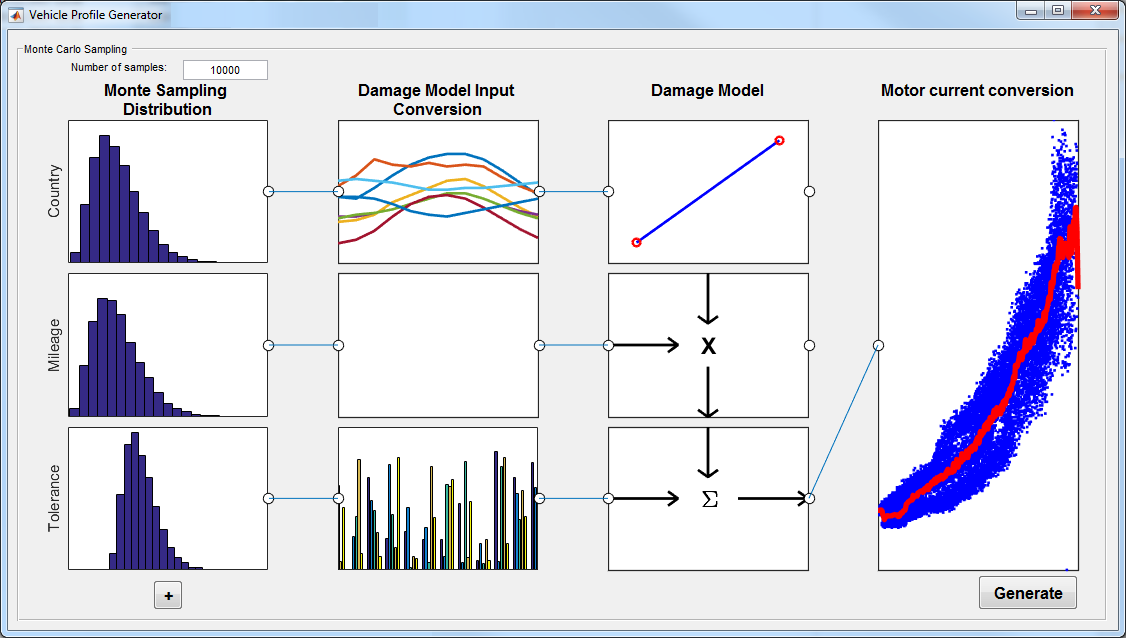 Vehicle Profile Generator
Monte Carlo Sampling
Number of samples: 10000
Monte Sampling
Distribution
Damage Model Input
Conversion
Damage Model
Motor current conversion
Country
Mileage
X
Tolerance
Σ
+
Generate